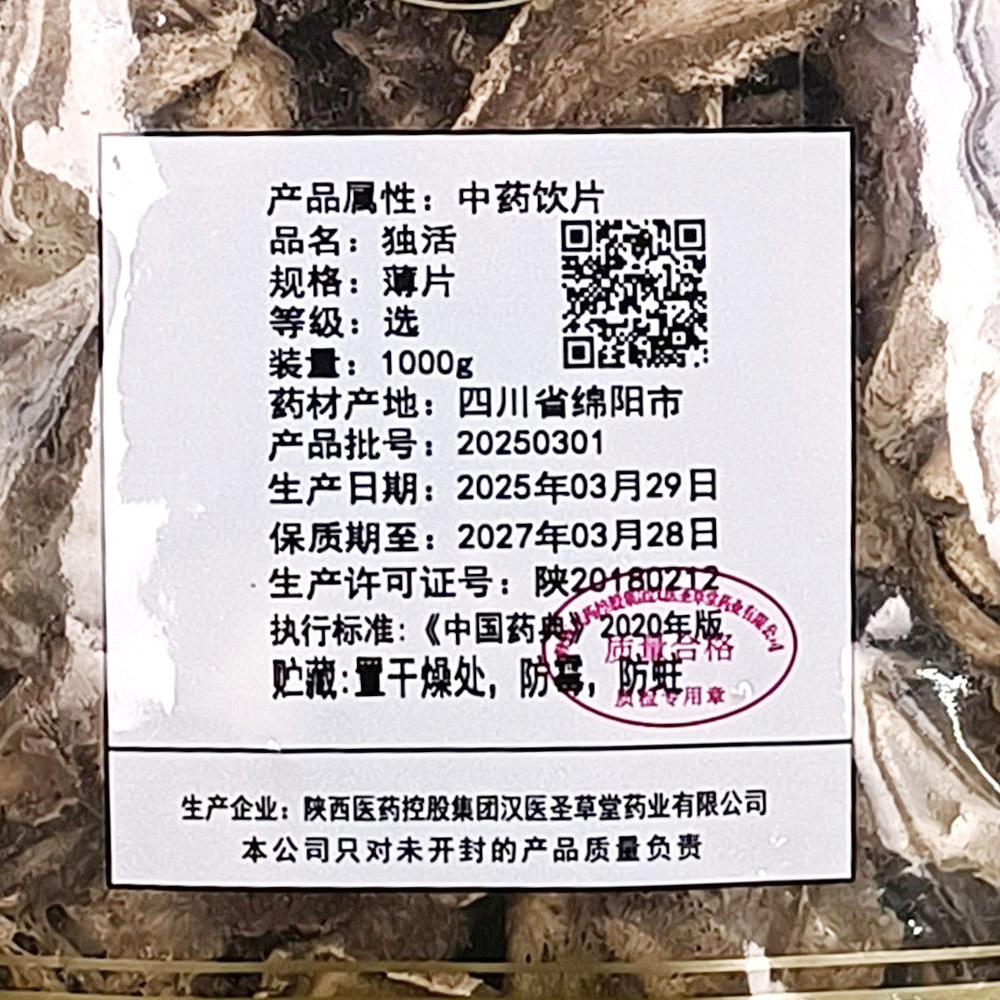 产品属性：中药饮片
品名：独活
规格：薄片
等级：选
装量：1000g
药材产地：四川省绵阳市
产品批号：20250301
生产日期：2025年03月29日
保质期至：2027年03月28日
生产许可证号：陕20180212
执行标准:《中国药典》2020年版
贮藏:置干燥处，防霉，防蛀
质量合格
质检专用章
生产企业：陕西医药控股集团汉医圣草堂药业有限公司
本公司只对未开封的产品质量负责